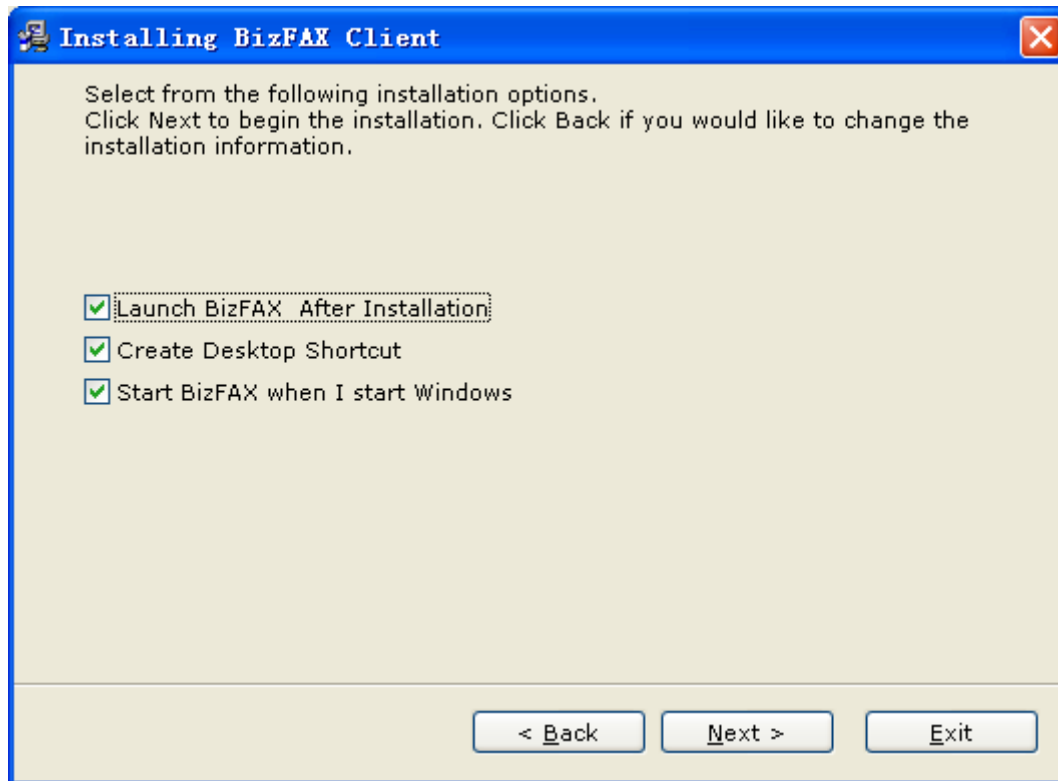 Installing BizFAX Client
Select from the following installation options.
Click Next to begin the installation. Click Back if you would like to change the
installation information.
Launch BizFAX  After Installation
Create Desktop Shortcut
Start BizFAX when I start Windows
< Back
Next >
Exit